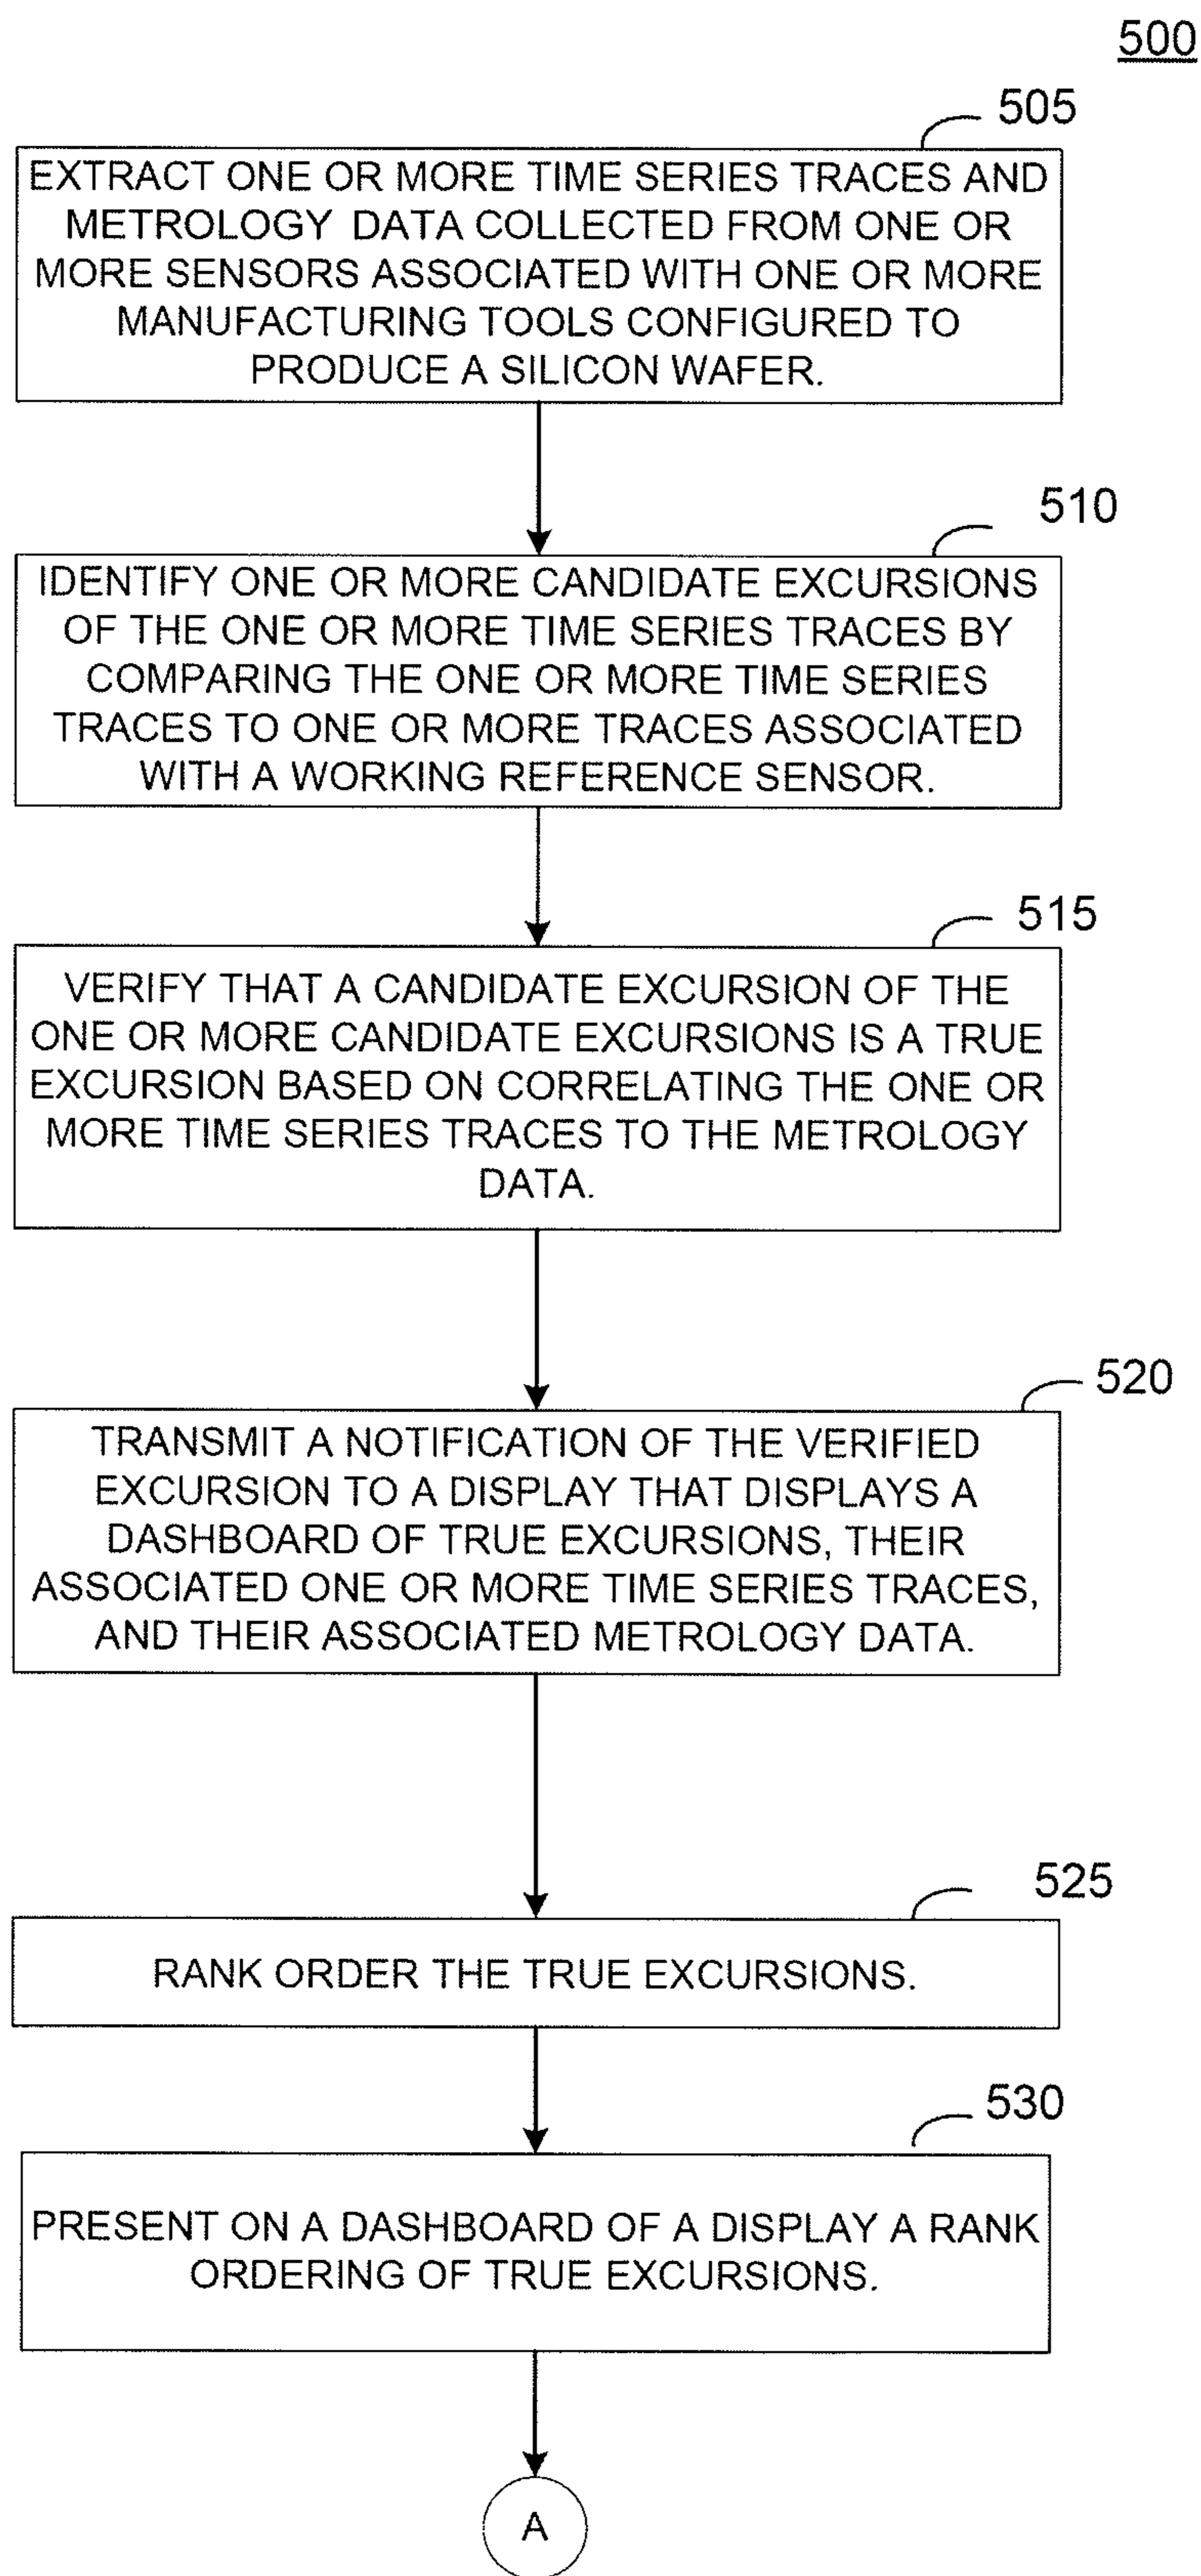 500
505
EXTRACT ONE OR MORE TIME SERIES TRACES AND
METROLOGY DATA COLLECTED FROM ONE OR
MORE SENSORS ASSOCIATED WITH ONE OR MORE
MANUFACTURING TOOLS CONFIGURED TO
PRODUCE A SILICON WAFER.
510
IDENTIFY ONE OR MORE CANDIDATE EXCURSIONS
OF THE ONE OR MORE TIME SERIES TRACES BY
COMPARING THE ONE OR MORE TIME SERIES
TRACES TO ONE OR MORE TRACES ASSOCIATED
WITH A WORKING REFERENCE SENSOR.
515
VERIFY THAT A CANDIDATE EXCURSION OF THE
ONE OR MORE CANDIDATE EXCURSIONS IS A TRUE
EXCURSION BASED ON CORRELATING THE ONE OR
MORE TIME SERIES TRACES TO THE METROLOGY
DATA.
520
TRANSMIT A NOTIFICATION OF THE VERIFIED
EXCURSION TO A DISPLAY THAT DISPLAYS A
DASHBOARD OF TRUE EXCURSIONS, THEIR
ASSOCIATED ONE OR MORE TIME SERIES TRACES,
AND THEIR ASSOCIATED METROLOGY DATA.
525
RANK ORDER THE TRUE EXCURSIONS.
530
PRESENT ON A DASHBOARD OF A DISPLAY A RANK
ORDERING OF TRUE EXCURSIONS.
A